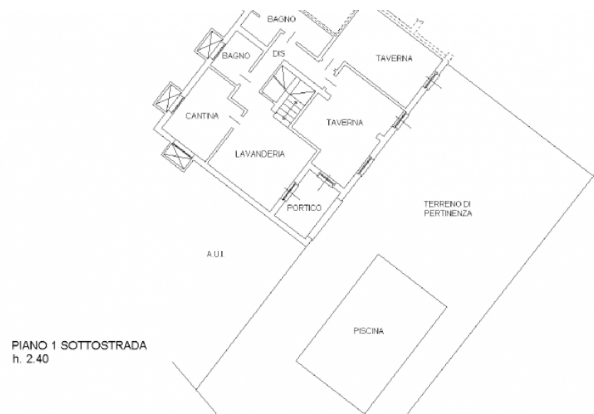 BAGNO
BAGNO
DIS
TAVERNA
CANTINA
TAVERNA
LAVANDERIA
PORTICO
TERRENO DI
PERTINENZA
A.U.I.
PISCINA
PIANO 1 SOTTOSTRADA
h. 2.40